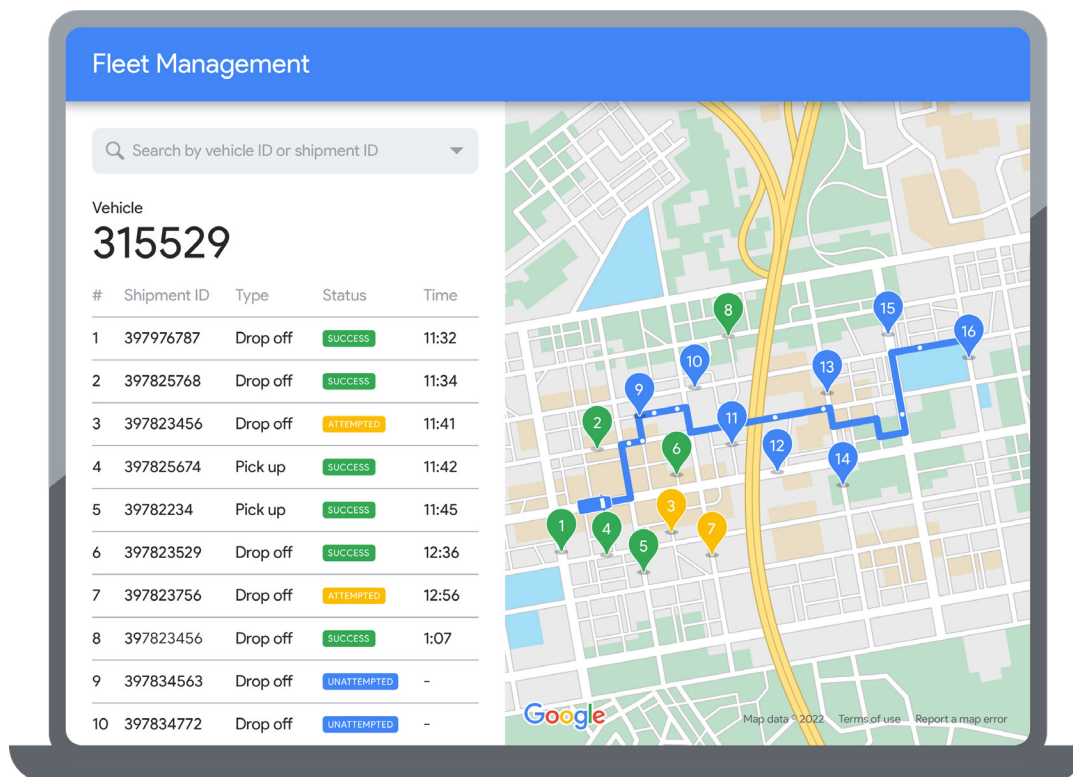 Fleet Management
Search by vehicle ID or shipment ID
Vehicle
315529
# Shipment ID Type Status Time
1 397976787 Drop off SUCCESS 11:32
2 397825768 Drop off SUCCESS 11:34
3 397823456 Drop off ATTEMPTED 11:41
4 397825674 Pick up SUCCESS 11:42
5 39782234 Pick up SUCCESS 11:45
6 397823529 Drop off SUCCESS 12:36
7 397823756 Drop off ATTEMPTED 12:56
8 397823456 Drop off SUCCESS 1:07
9 397834563 Drop off UNATTEMPTED -
10 397834772 Drop off UNATTEMPTED -
8
15
16
10
13
9
11
2
6
12
14
3
1
4
7
5
Google
Map data © 2022 Terms of use Report a map error